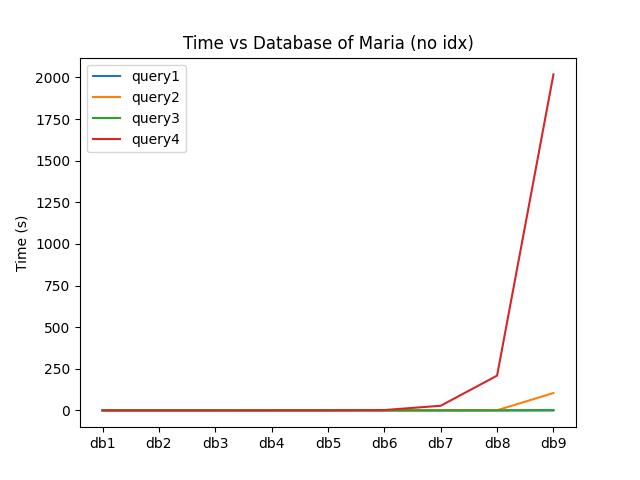 Time vs Database of Maria (no idx)
query1
query2
query3
query4
2000
1750
1500
1250
1000
750
500
250
0
Time (s)
db1 db2 db3 db4 db5 db6 db7 db8 db9